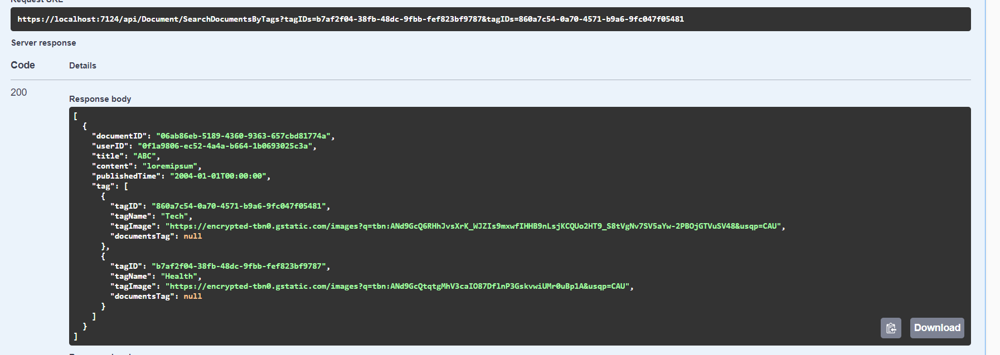 Request URL
https://localhost:7124/api/Document/SearchDocumentsByTags?tagIDs=b7af2f04-38fb-48dc-9fbb-fef823bf9787&tagIDs=860a7c54-0a70-4571-b9a6-9fc047f05481
Server response
Code Details
200
Response body
[
  {
    "documentID": "06ab86eb-5189-4360-9363-657cbd81774a",
    "userID": "0f1a9806-ec52-4a4a-b664-1b0693025c3a",
    "title": "ABC",
    "content": "loremipsum",
    "publishedTime": "2004-01-01T00:00:00",
    "tag": [
      {
        "tagID": "860a7c54-0a70-4571-b9a6-9fc047f05481",
        "tagName": "Tech",
        "tagImage": "https://encrypted-tbn0.gstatic.com/images?q=tbn:ANd9GcQ6RHhJvsXrK_WJZIs9mxwfIHHB9nLsjKCQUo2HT9_S8tVgNv7SV5aYw-2PBOjGTVuSV48&usqp=CAU",
        "documentsTag": null
      },
      {
        "tagID": "b7af2f04-38fb-48dc-9fbb-fef823bf9787",
        "tagName": "Health",
        "tagImage": "https://encrypted-tbn0.gstatic.com/images?q=tbn:ANd9GcQtqtgMhV3caIO87DflnP3GskvwiUMr0uBp1A&usqp=CAU",
        "documentsTag": null
      }
    ]
  }
]
Download